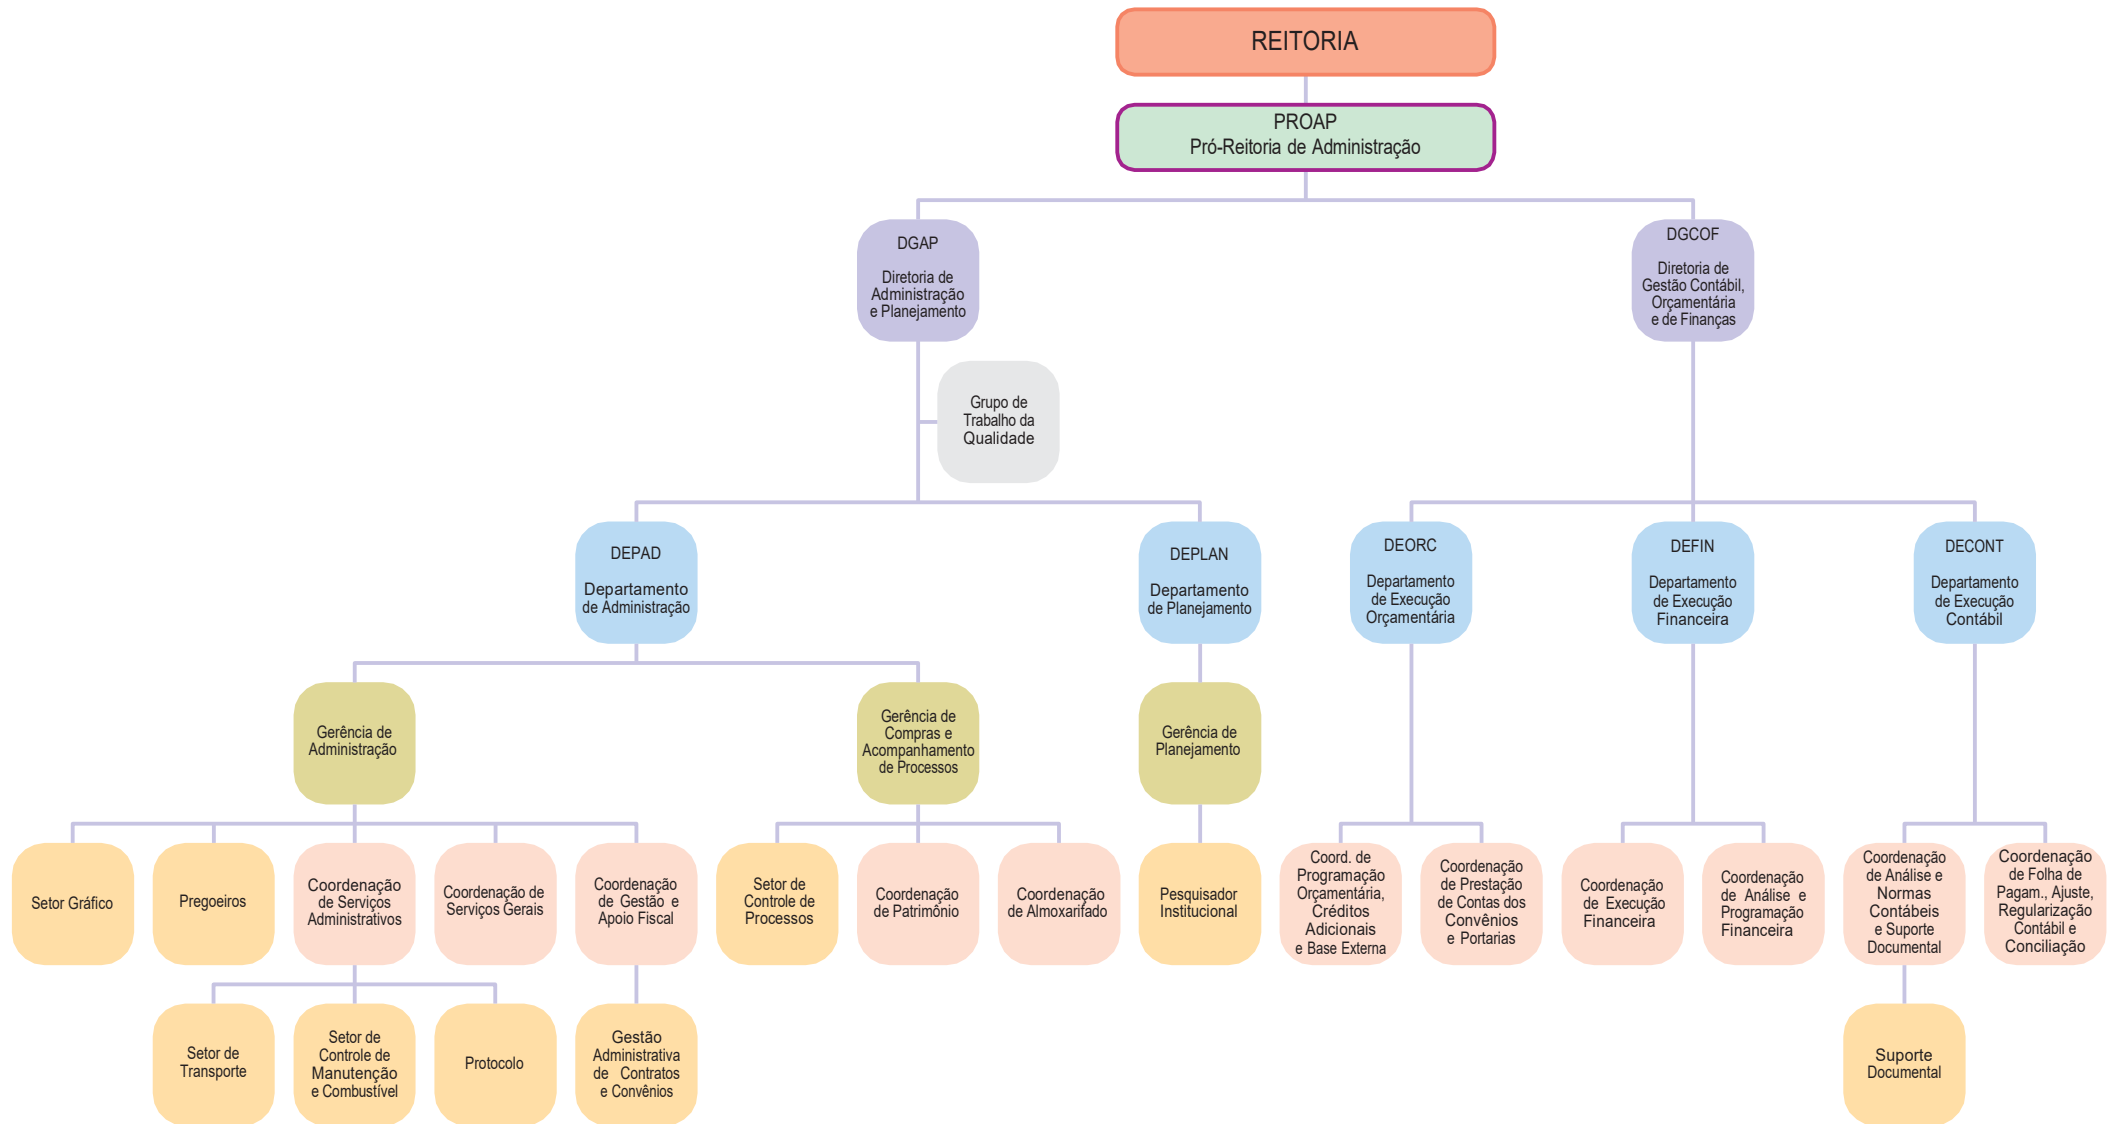 REITORIA
PROAP
Pró-Reitoria de Administração
DGAP
Diretoria de
Administração
e Planejamento
DGCOF
Diretoria de
Gestão Contábil,
Orçamentária
e de Finanças
Grupo de
Trabalho da
Qualidade
DEPAD
Departamento
de Administração
DEPLAN
Departamento
de Planejamento
DEORC
Departamento
de Execução
Orçamentária
DEFIN
Departamento
de Execução
Financeira
DECONT
Departamento
de Execução
Contábil
Gerência de
Administração
Gerência de
Compras e
Acompanhamento
de Processos
Gerência de
Planejamento
Setor Gráfico
Pregoeiros
Coordenação
de Serviços
Administrativos
Coordenação de
Serviços Gerais
Coordenação
de Gestão e
Apoio Fiscal
Setor de
Controle de
Processos
Coordenação
de Patrimônio
Coordenação
de Almoxarifado
Pesquisador
Institucional
Coord. de
Programação
Orçamentária,
Créditos
Adicionais
e Base Externa
Coordenação
de Prestação
de Contas dos
Convênios
e Portarias
Coordenação
de Execução
Financeira
Coordenação
de Análise e
Programação
Financeira
Coordenação
de Análise e
Normas
Contábeis
e Suporte
Documental
Coordenação
de Folha de
Pagam., Ajuste,
Regularização
Contábil e
Conciliação
Setor de
Transporte
Setor de
Controle de
Manutenção
e Combustível
Protocolo
Gestão
Administrativa
de Contratos
e Convênios
Suporte
Documental